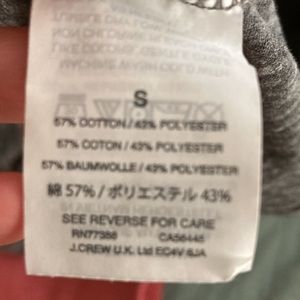 S
57% COTTON / 43% POLYESTER
57% COTON / 43% POLYESTER
57% BAUMWOLLE / 43% POLYESTER
綿 57% / ポリエステル 43%
SEE REVERSE FOR CARE
RN77388 CA56445
J.CREW U.K. Ltd EC4V 6JA